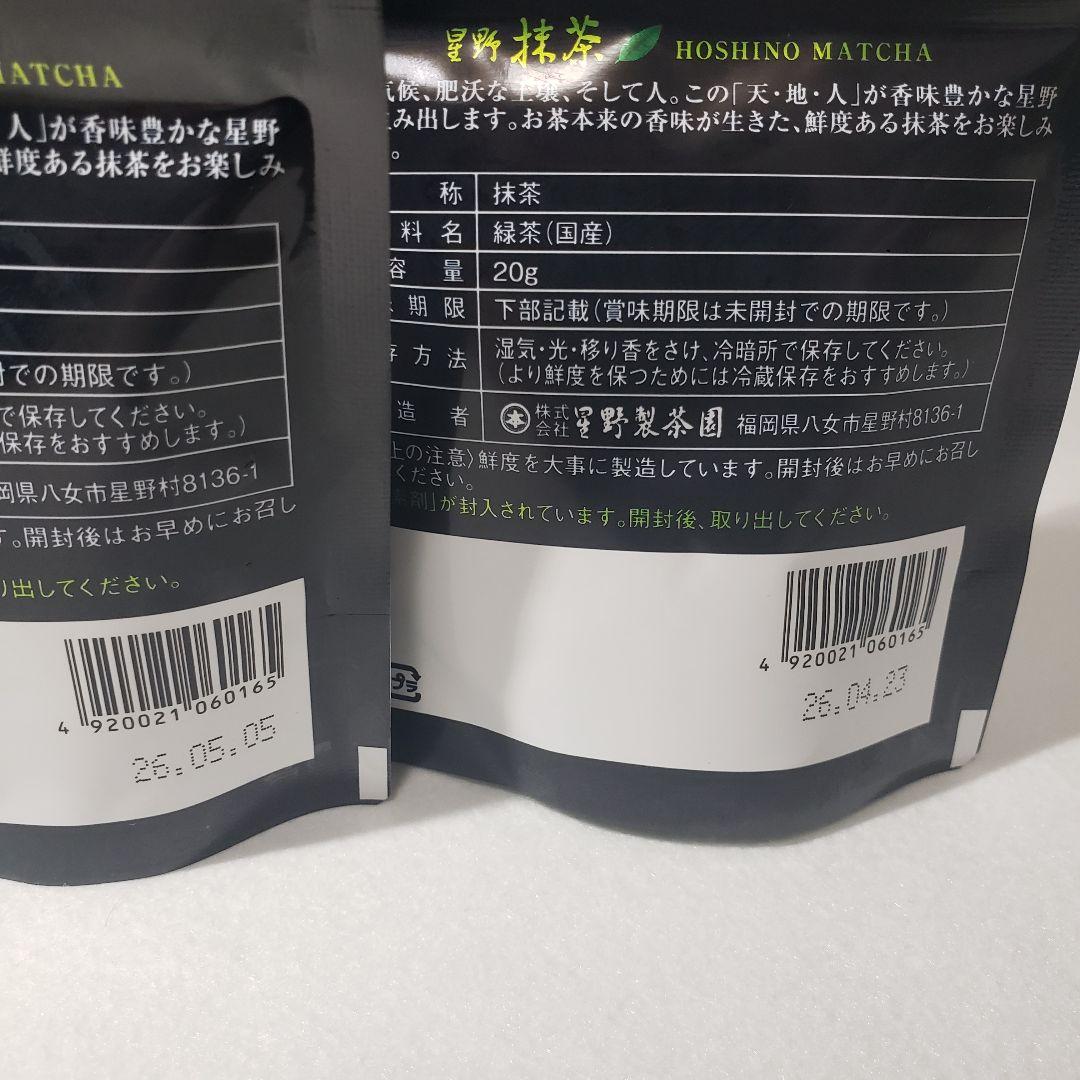 MATCHA
・人」が香味豊かな星野
鮮度ある抹茶をお楽しみ
での期限です。)
で保存してください。
保存をおすすめします。)
岡県八女市星野村8136-1
す。開封後はお早めにお召し
り出してください。
4 920021 060165
26.05.05
星野 抹茶 HOSHINO MATCHA
気候、肥沃な土壌、そして人。この「天・地・人」が香味豊かな星野
み出します。お茶本来の香味が生きた、鮮度ある抹茶をお楽しみ
。
称 抹茶
料名 緑茶(国産)
容量 20g
期限 下部記載(賞味期限は未開封での期限です。)
存方法 湿気・光・移り香をさけ、冷暗所で保存してください。
(より鮮度を保つためには冷蔵保存をおすすめします。)
造者 本 株式会社 星野製茶園 福岡県八女市星野村8136-1
上の注意〉鮮度を大事に製造しています。開封後はお早めにお召し
ください。
剤」が封入されています。開封後、取り出してください。
プラ
4 920021 060165
26.04.23